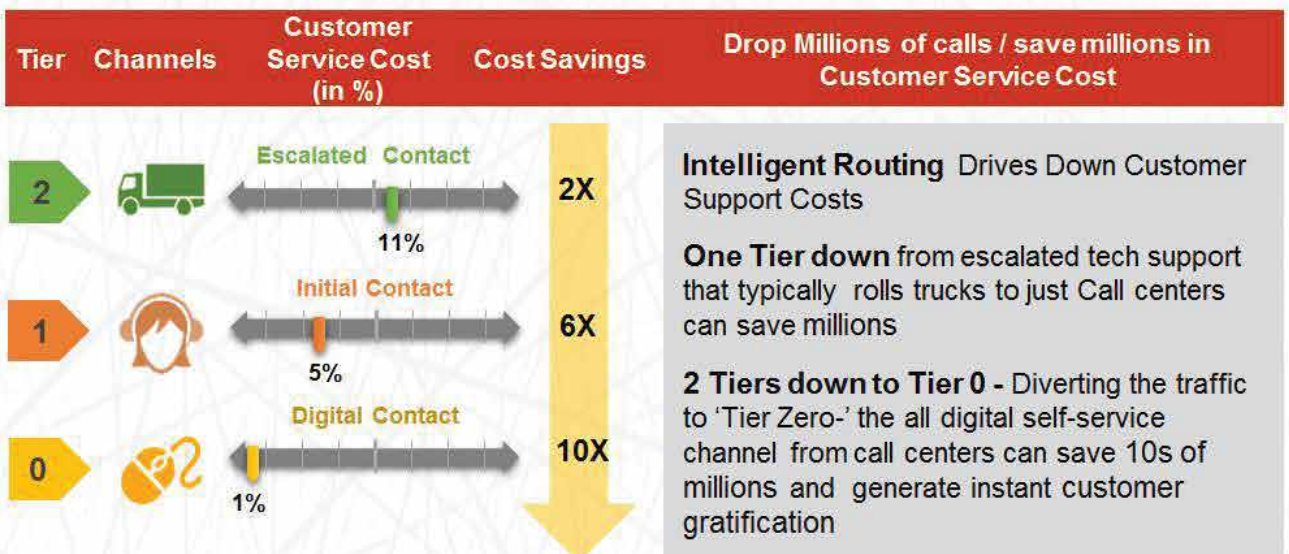 Tier
Channels
Customer
Service Cost
(in %)
Cost Savings
Drop Millions of calls / save millions in
Customer Service Cost
2
Escalated Contact
11%
2X
1
Initial Contact
5%
6X
0
Digital Contact
1%
10X
Intelligent Routing Drives Down Customer
Support Costs
One Tier down from escalated tech support
that typically rolls trucks to just Call centers
can save millions
2 Tiers down to Tier 0 - Diverting the traffic
to ‘Tier Zero-’ the all digital self-service
channel from call centers can save 10s of
millions and generate instant customer
gratification